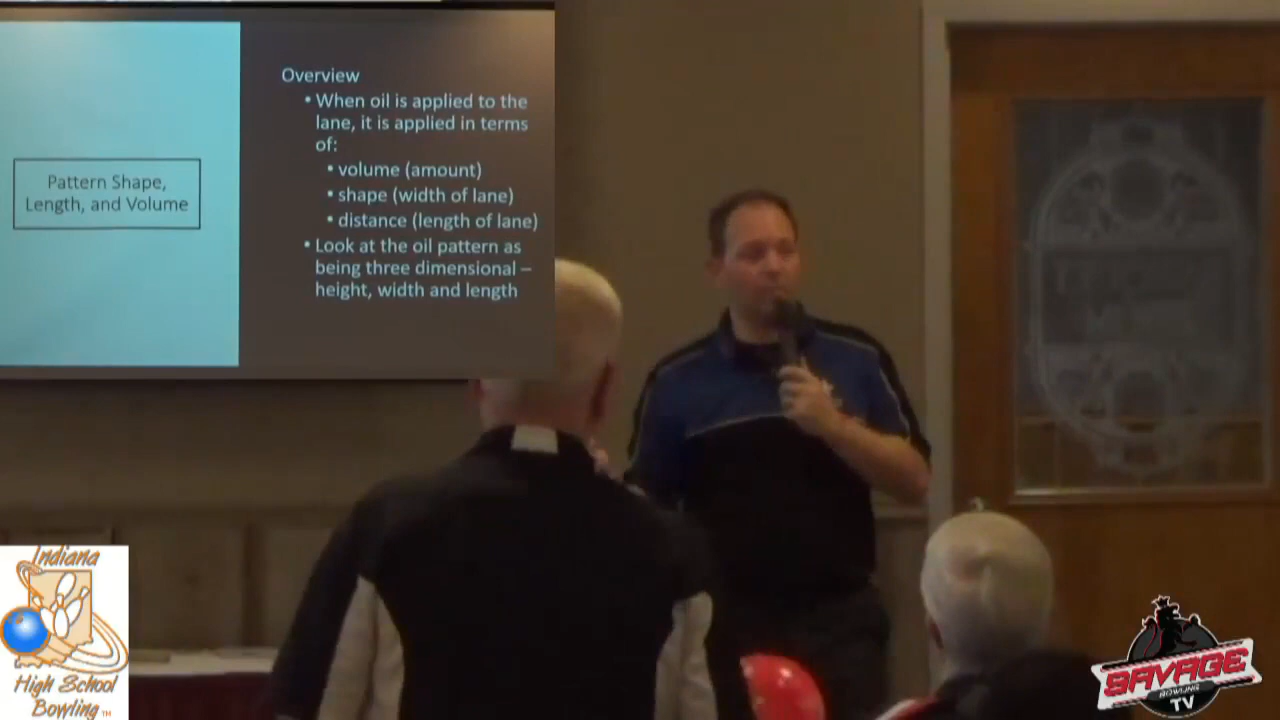 Overview
• When oil is applied to the
lane, it is applied in terms
of:
• volume (amount)
• shape (width of lane)
• distance (length of lane)
• Look at the oil pattern as
being three dimensional –
height, width and length
Pattern Shape,
Length, and Volume
Indiana
High School
Bowling™
SAVAGE
BOWLING
TV